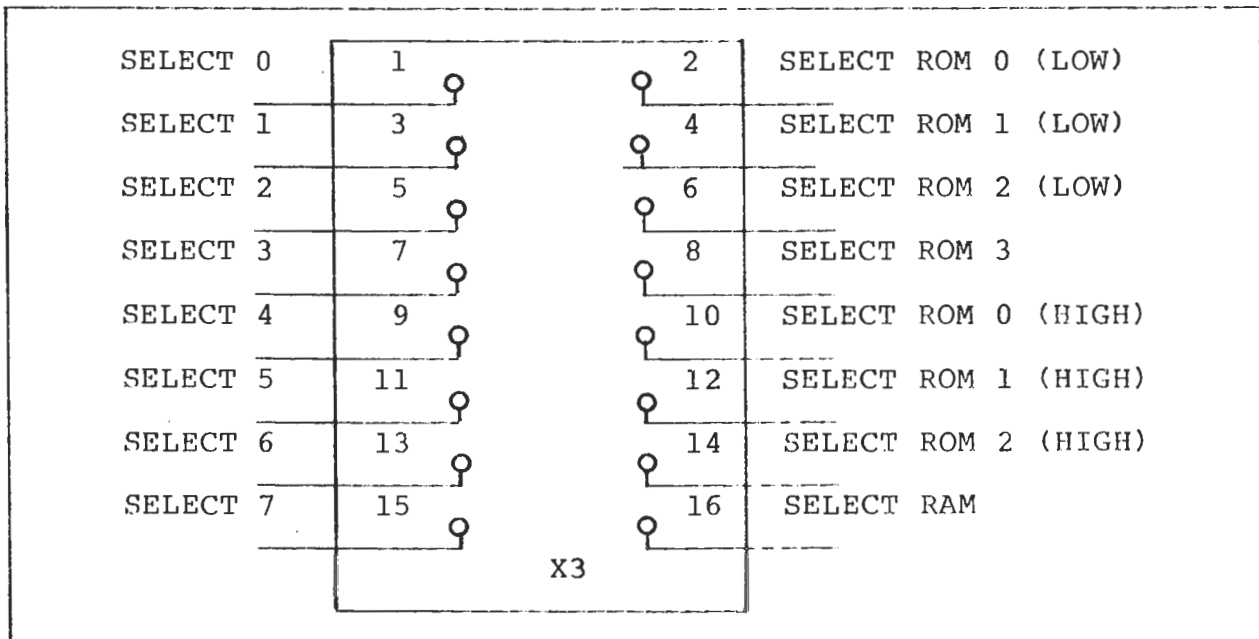 SELECT 0 1 2 SELECT ROM 0 (LOW)
SELECT 1 3 4 SELECT ROM 1 (LOW)
SELECT 2 5 6 SELECT ROM 2 (LOW)
SELECT 3 7 8 SELECT ROM 3
SELECT 4 9 10 SELECT ROM 0 (HIGH)
SELECT 5 11 12 SELECT ROM 1 (HIGH)
SELECT 6 13 14 SELECT ROM 2 (HIGH)
SELECT 7 15 16 SELECT RAM
X3